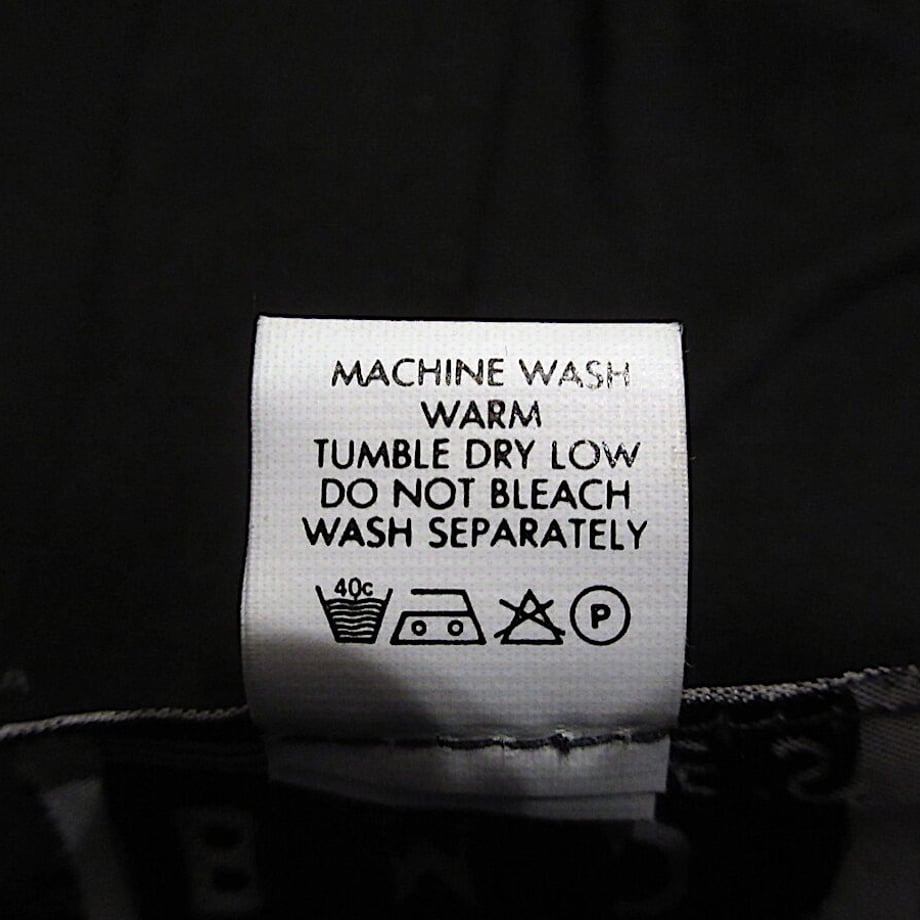 MACHINE WASH
WARM
TUMBLE DRY LOW
DO NOT BLEACH
WASH SEPARATELY
40c P